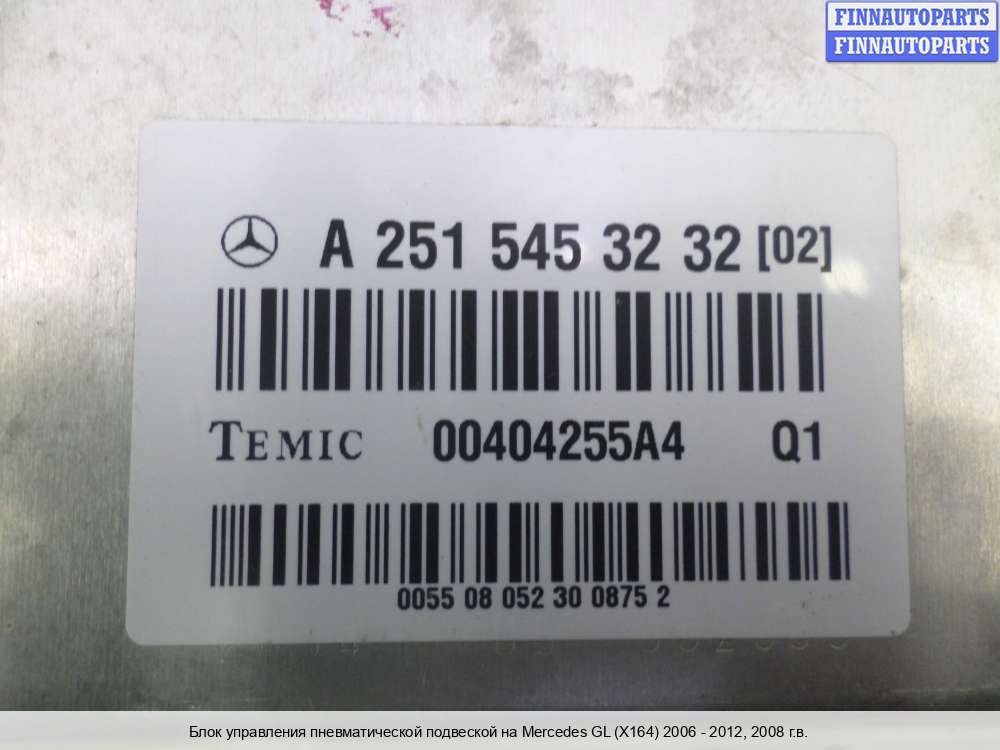 FINNAUTOPARTS
FINNAUTOPARTS
A 251 545 32 32 [02]
TEMIC 00404255A4 Q1
0055 08 052 30 0875 2
Блок управления пневматической подвеской на Mercedes GL (X164) 2006 - 2012, 2008 г.в.